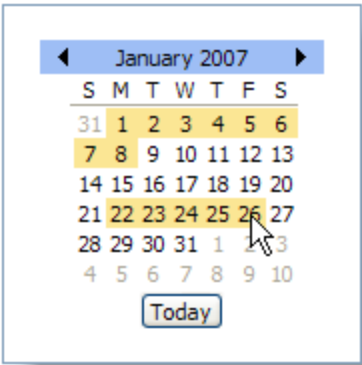 January 2007
S M T W T F S
31 1 2 3 4 5 6
7 8 9 10 11 12 13
14 15 16 17 18 19 20
21 22 23 24 25 26 27
28 29 30 31 1 2 3
4 5 6 7 8 9 10
Today